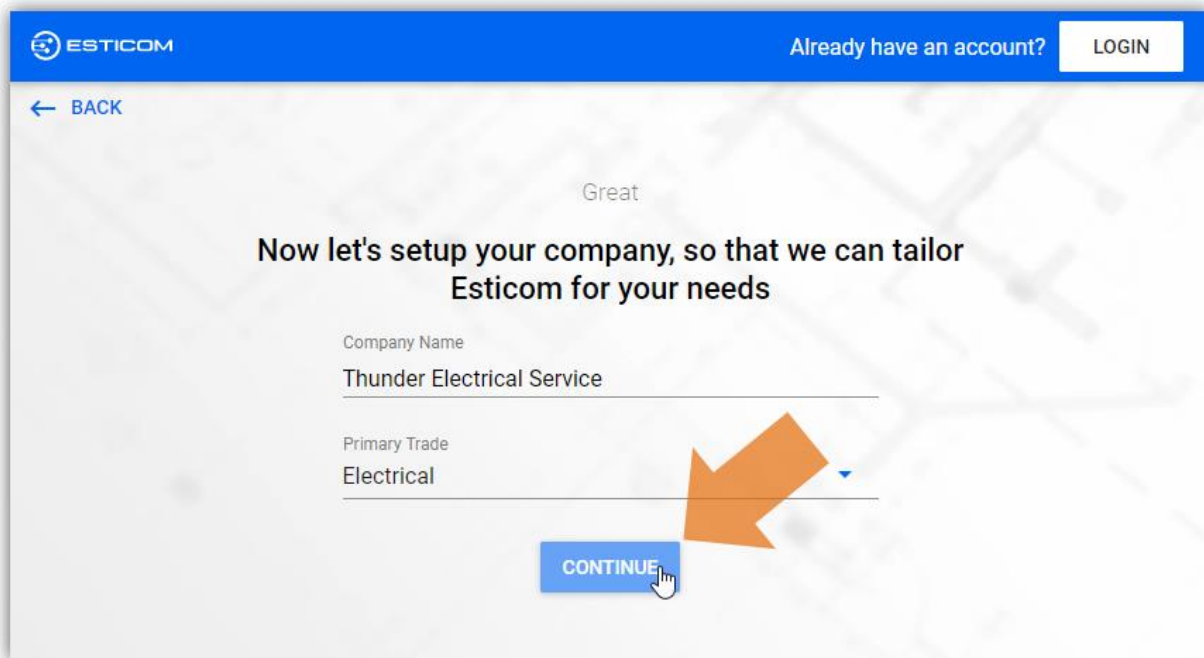 ESTICOM
Already have an account?
LOGIN
BACK
Great
Now let's setup your company, so that we can tailor
Esticom for your needs
Company Name
Thunder Electrical Service
Primary Trade
Electrical
CONTINUE